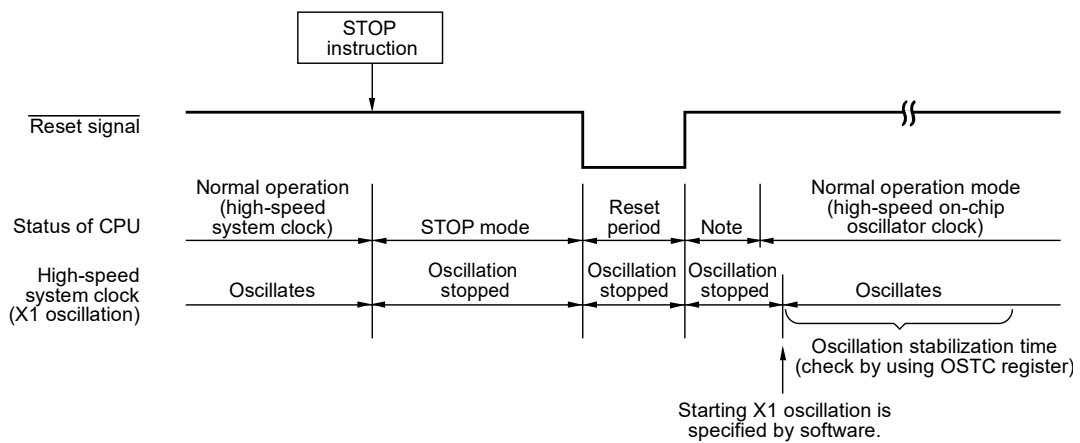 STOP
instruction
Reset signal
Status of CPU
Normal operation
(high-speed
system clock)
STOP mode
Reset
period
Note
Normal operation mode
(high-speed on-chip
oscillator clock)
High-speed
system clock
(X1 oscillation)
Oscillates
Oscillation
stopped
Oscillation
stopped
Oscillation
stopped
Oscillates
Oscillation stabilization time
(check by using OSTC register)
Starting X1 oscillation is
specified by software.